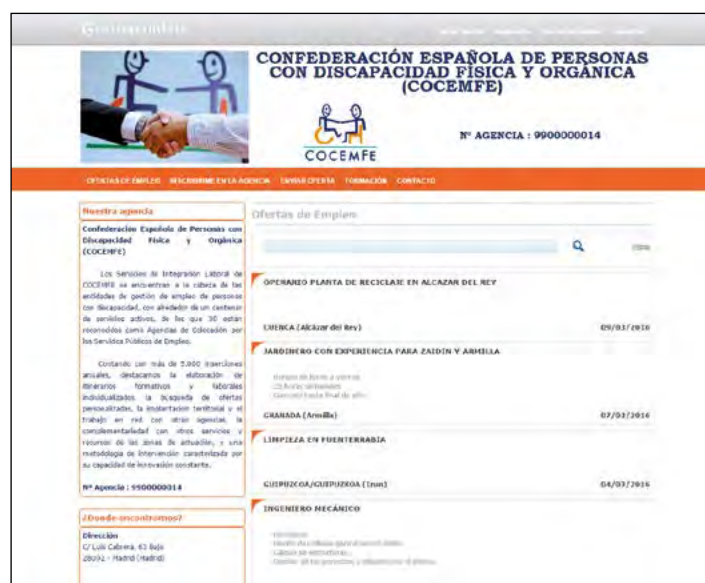 CONFEDERACIÓN ESPAÑOLA DE PERSONAS
CON DISCAPACIDAD FÍSICA Y ORGÁNICA
(COCEMFE)
COCEMFE
Nº AGENCIA : 9900000014
OFERTAS DE EMPLEO INSCRIBIRME EN LA AGENCIA ENVIAR OFERTA FORMACIÓN CONTACTO
Nuestra agencia
Confederación Española de Personas con
Discapacidad Física y Orgánica
(COCEMFE)
Los Servicios de Integración Laboral de
COCEMFE se encuentran a la cabeza de las
entidades de gestión de empleo de personas
con discapacidad, con alrededor de un centenar
de servicios activos, de los que 30 están
reconocidos como Agencias de Colocación por
los Servicios Públicos de Empleo.
Contando con más de 5.000 inserciones
anuales, destacamos la elaboración de
itinerarios formativos y laborales
individualizados, la búsqueda de ofertas
personalizadas, la implantación territorial y el
trabajo en red con otras agencias, la
complementariedad con otros servicios y
recursos de las zonas de actuación, y una
metodología de intervención caracterizada por
su capacidad de innovación constante.
Nº Agencia : 9900000014
¿Donde encontrarnos?
Dirección
C/ Luis Cabrera, 63 Bajo
28002 - Madrid (Madrid)
Ofertas de Empleo
OPERARIO PLANTA DE RECICLAJE EN ALCAZAR DEL REY
CUENCA (Alcázar del Rey) 09/03/2016
JARDINERO CON EXPERIENCIA PARA ZAIDIN Y ARMILLA
GRANADA (Armilla) 07/03/2016
LIMPIEZA EN FUENTERRABÍA
GUIPUZCOA/GUIPUZKOA (Irun) 04/03/2016
INGENIERO MECÁNICO